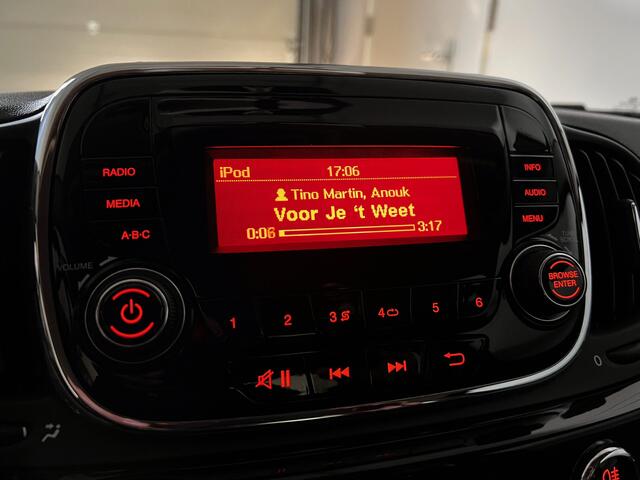 iPod 17:06
Tino Martin, Anouk
Voor Je 't Weet
0:06 3:17
RADIO
MEDIA
A·B·C
VOLUME
INFO
AUDIO
MENU
BROWSE
ENTER
1 2 3 4 5 6
0